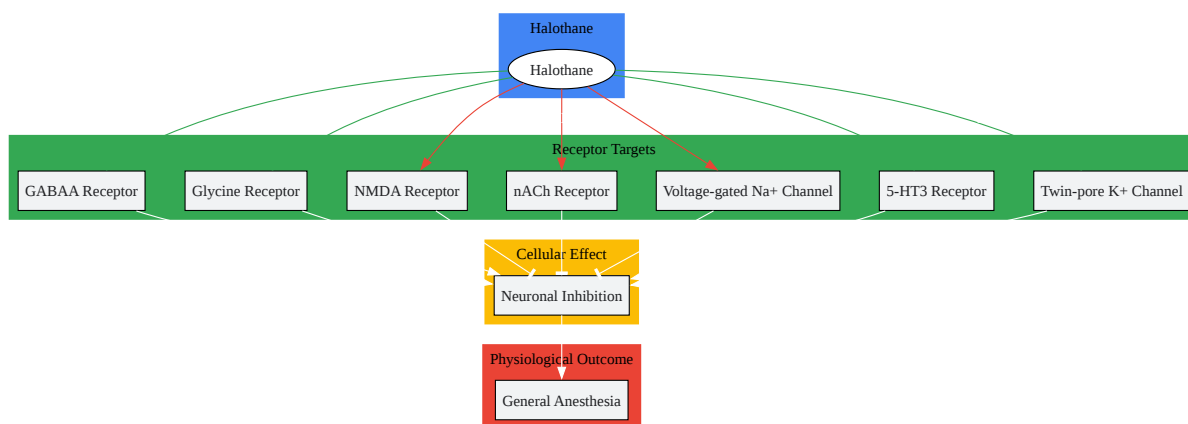 Halothane
Halothane
Receptor Targets
GABAA Receptor
Glycine Receptor
NMDA Receptor
nACh Receptor
Voltage-gated Na+ Channel
5-HT3 Receptor
Twin-pore K+ Channel
Cellular Effect
Neuronal Inhibition
Physiological Outcome
General Anesthesia